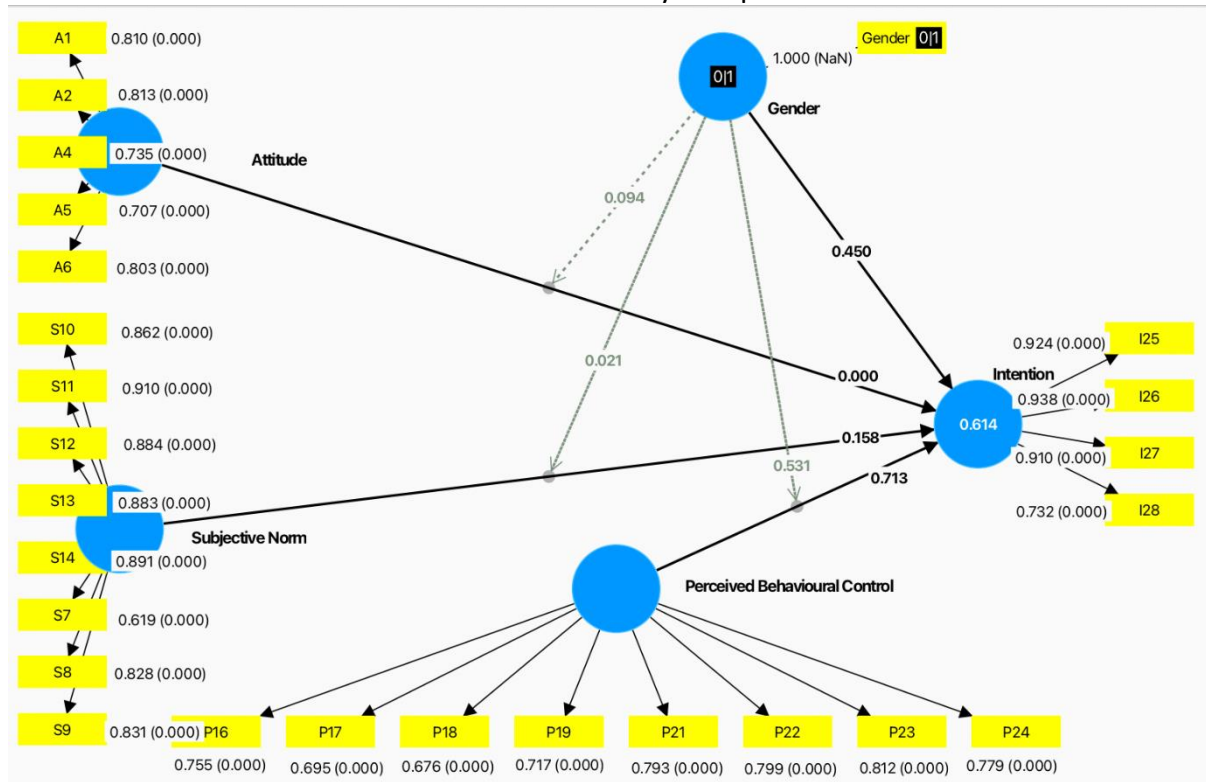 A1 0.810 (0.000)
A2 0.813 (0.000)
A4 0.735 (0.000)
A5 0.707 (0.000)
A6 0.803 (0.000)
Attitude
Gender 0|1
1.000 (NaN)
0|1
Gender
0.094
0.450
0.021
0.000
0.158
0.531
0.713
S10 0.862 (0.000)
S11 0.910 (0.000)
S12 0.884 (0.000)
S13 0.883 (0.000)
S14 0.891 (0.000)
S7 0.619 (0.000)
S8 0.828 (0.000)
S9 0.831 (0.000)
Subjective Norm
Intention
0.614
0.924 (0.000) I25
0.938 (0.000) I26
0.910 (0.000) I27
0.732 (0.000) I28
Perceived Behavioural Control
P16 P17 P18 P19 P21 P22 P23 P24
0.755 (0.000) 0.695 (0.000) 0.676 (0.000) 0.717 (0.000) 0.793 (0.000) 0.799 (0.000) 0.812 (0.000) 0.779 (0.000)